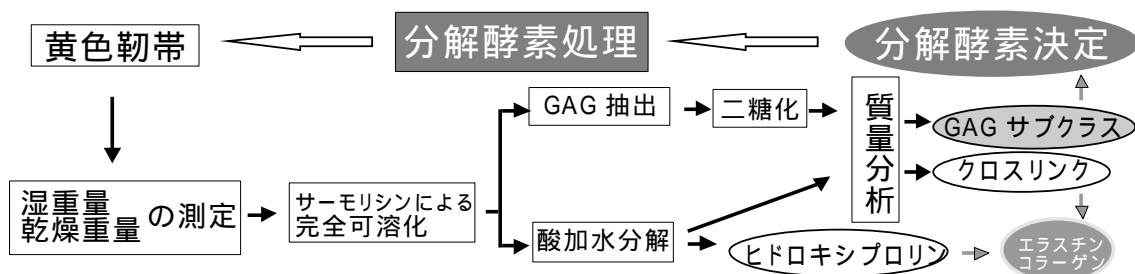 黄色靭帯
分解酵素処理
分解酵素決定
GAG 抽出
二糖化
質量分析
GAG サブクラス
クロスリンク
湿重量
乾燥重量
の測定
サーモリシンによる
完全可溶化
酸加水分解
ヒドロキシプロリン
エラスチン
コラーゲン